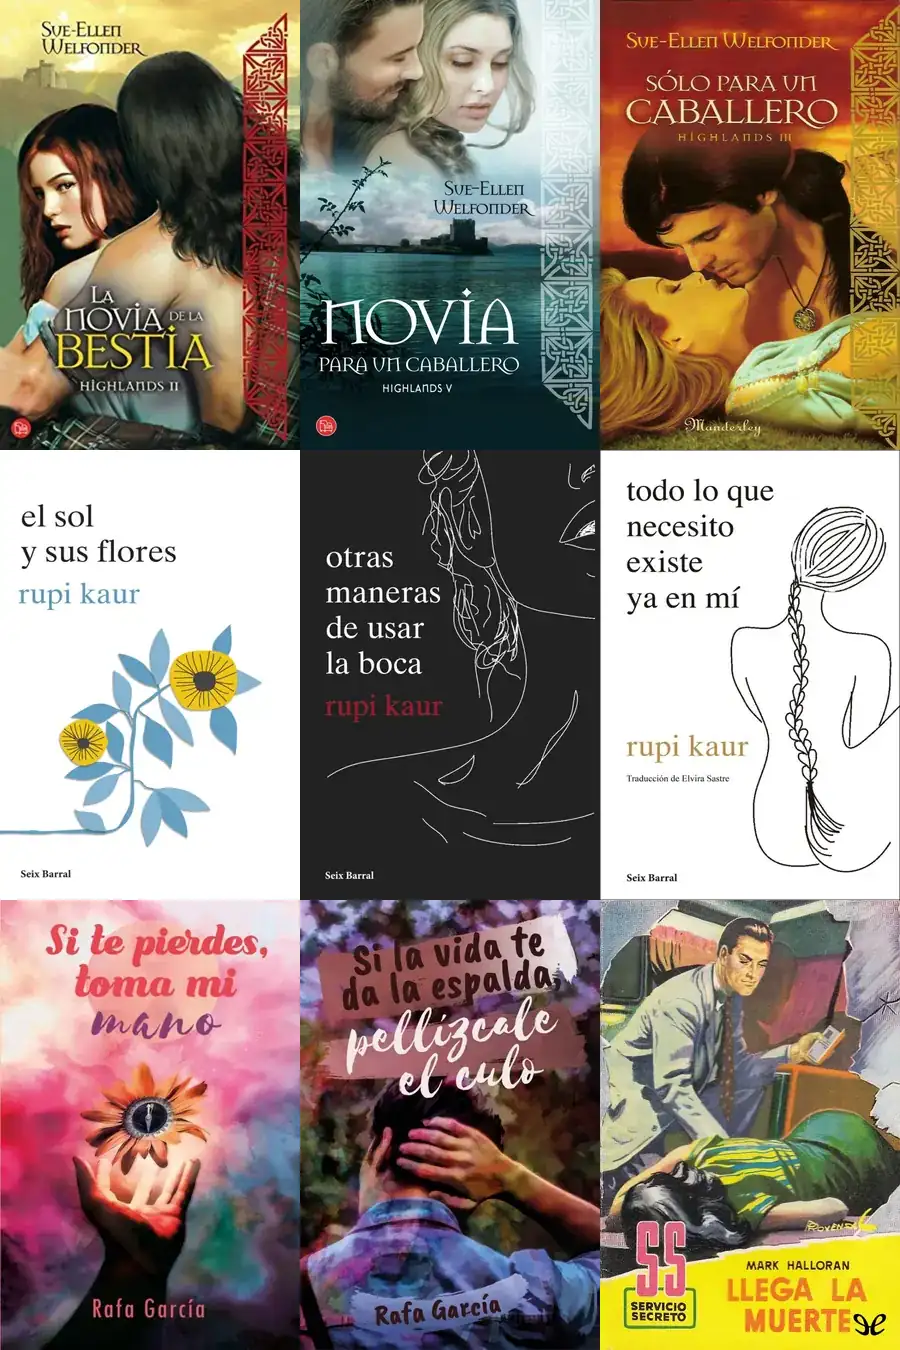 SUE-ELLEN
WELFONDER
LA
NOVIA DE LA
BESTIA
HIGHLANDS II
SUE-ELLEN
WELFONDER
NOVIA
PARA UN CABALLERO
HIGHLANDS V
SUE-ELLEN WELFONDER
SÓLO PARA UN
CABALLERO
HIGHLANDS III
Manderley
el sol
y sus flores
rupi kaur
Seix Barral
otras
maneras
de usar
la boca
rupi kaur
Seix Barral
todo lo que
necesito
existe
ya en mí
rupi kaur
Traducción de Elvira Sastre
Seix Barral
Si te pierdes,
toma mi
mano
Rafa García
Si la vida te
da la espalda,
pellízcale
el culo
Rafa García
SS
SERVICIO
SECRETO
MARK HALLORAN
LLEGA LA
MUERTE